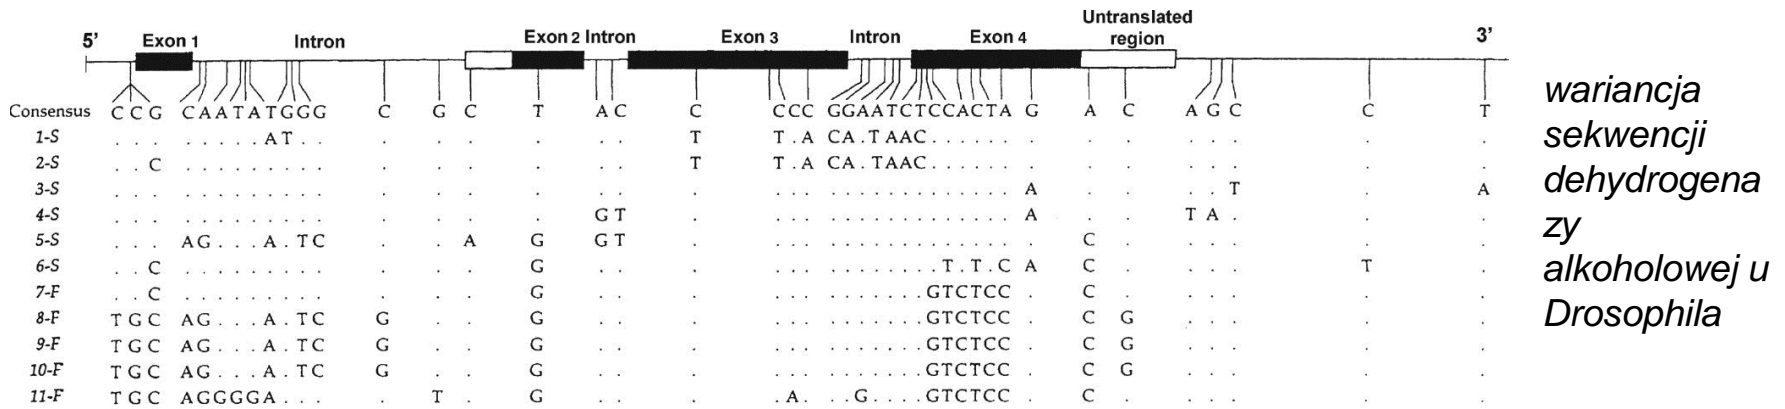 Untranslated
5' Exon 1 Intron Exon 2 Intron Exon 3 Intron Exon 4 region 3'
Consensus C C G C A A T A T G G G C G C T A C C C C C G G G A A T C T C C A C T A G A C A G C C T
1-S . . . . . . . . A T . . . . . . . . T T . A C A . T A A C . . . . . . . . . . . . . .
2-S . . C . . . . . . . . . . . . . . . T T . A C A . T A A C . . . . . . . . . . . . . .
3-S . . . . . . . . . . . . . . . . . . . . . . . . . . . . . . . . . . . A . . . . T . A
4-S . . . . . . . . . . . . . . . . G T . . . . . . . . . . . . . . . . . A . . T A . . .
5-S . . . A G . . . A . T C . . A G G T . . . . . . . . . . . . . . . . . . C . . . . . .
6-S . . C . . . . . . . . . . . . G . . . . . . . . . . . . . . T . T . C A C . . . . T .
7-F . . C . . . . . . . . . . . . G . . . . . . . . . . . . . G T C T C C . C . . . . . .
8-F T G C A G . . . A . T C G . . G . . . . . . . . . . . . . G T C T C C . C G . . . . .
9-F T G C A G . . . A . T C G . . G . . . . . . . . . . . . . G T C T C C . C G . . . . .
10-F T G C A G . . . A . T C G . . G . . . . . . . . . . . . . G T C T C C . C G . . . . .
11-F T G C A G G G G A . . . . T . G . . . . A . . . G . . . . G T C T C C . C . . . . . .
wariancja
sekwencji
dehydrogena
zy
alkoholowej u
Drosophila